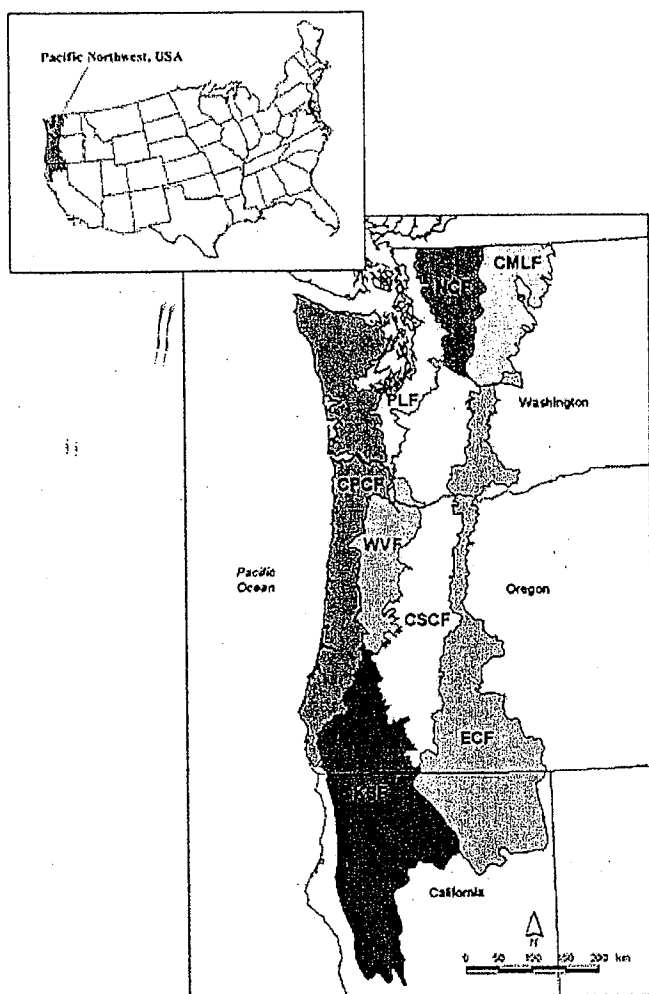 Pacific Northwest, USA
CMLF
NCF
PLF
Washington
CPCF
WVF
Pacific
Ocean
Oregon
CSCF
ECF
California
N
0 50 100 150 200 km